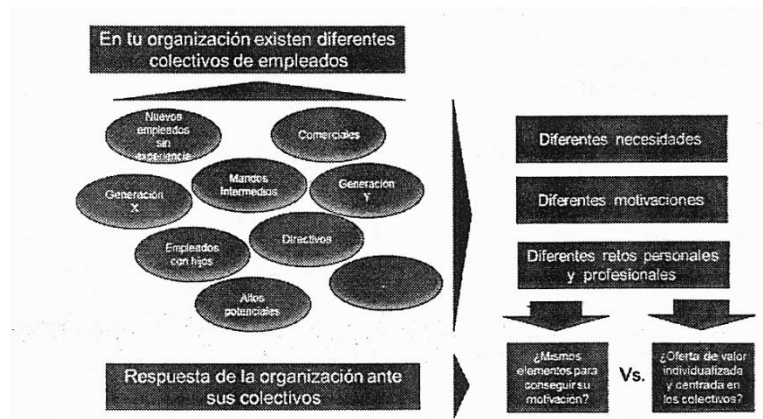 En tu organización existen diferentes
colectivos de empleados
Nuevos
empleados
sin
experiencia
Comerciales
Generación
X
Mandos
Intermedios
Generación
Y
Empleados
con hijos
Directivos
Altos
potenciales
Diferentes necesidades
Diferentes motivaciones
Diferentes retos personales
y profesionales
Respuesta de la organización ante
sus colectivos
¿Mismos
elementos para
conseguir su
motivación?
Vs.
¿Oferta de valor
individualizada
y centrada en
los colectivos?